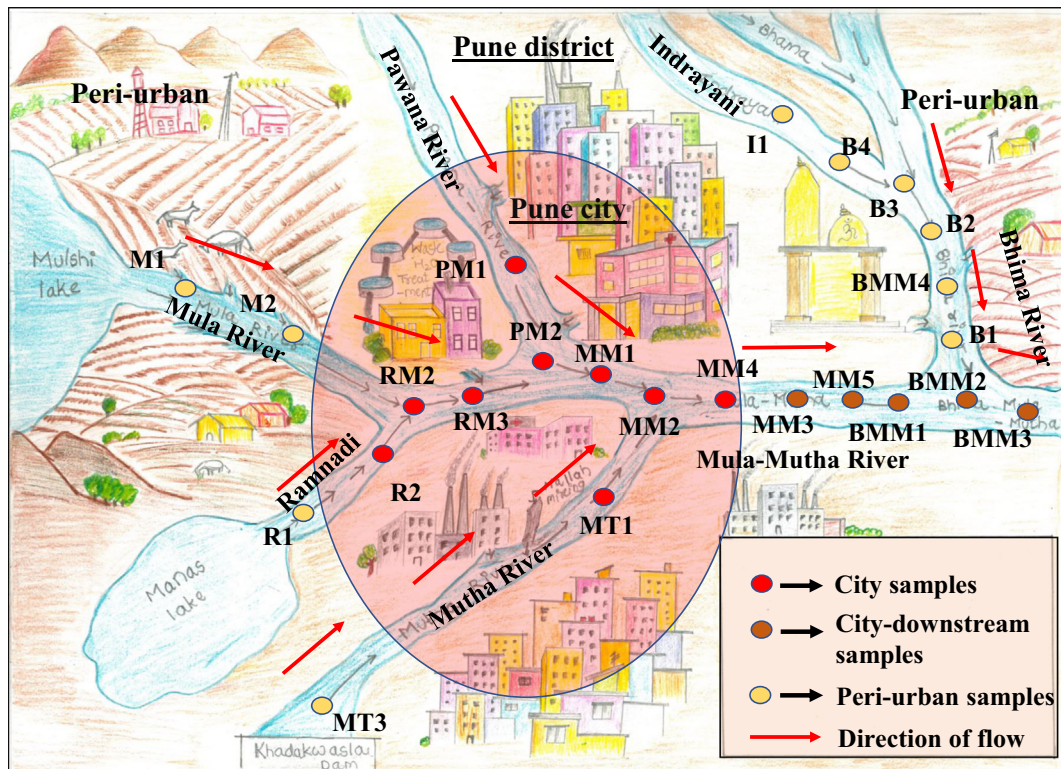 Pune district
Peri-urban
Pawana River
Indrayani
Bhama
Peri-urban
Pune city
I1
B4
B3
B2
Bhima River
BMM4
B1
Mulshi
lake
M1
M2
Mula River
PM1
PM2
RM2
RM3
MM1
MM2
MM4
MM3
MM5
BMM1
BMM2
BMM3
Mula-Mutha River
Ramnadi
R1
R2
Manas
lake
MT1
Mutha River
MT3
Khadakwasla
Dam
City samples
City-downstream
samples
Peri-urban samples
Direction of flow